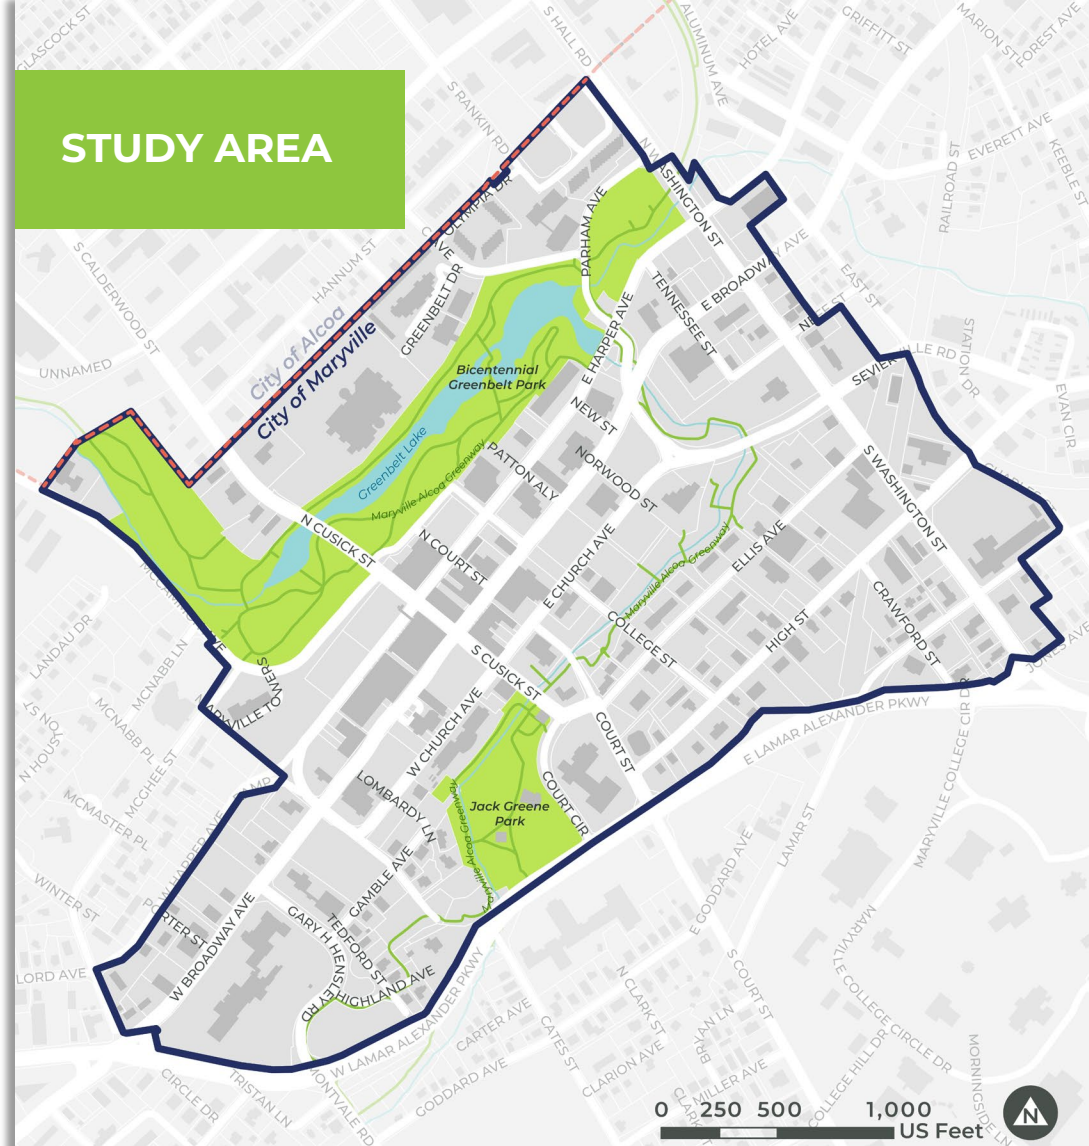 STUDY AREA
GLASCOCK ST
S HALL RD
ALUMINUM AVE
HOTEL AVE
GRIFFITT ST
MARION ST
FOREST AVE
S RANKIN RD
N WASHINGTON ST
EVERETT AVE
KEEBLE ST
RAILROAD ST
OLYMPIA DR
PARHAM AVE
S CALDERWOOD ST
HANNUM ST
GREENBELT DR
TENNESSEE ST
E BROADWAY AVE
EAST ST
City of Alcoa
City of Maryville
UNNAMED
E HARPER AVE
STATION DR
EVAN CIR
Bicentennial
Greenbelt Park
NEW ST
Greenbelt Lake
PATTON ALY
NORWOOD ST
S WASHINGTON ST
Maryville Alcoa Greenway
N CUSICK ST
N COURT ST
E CHURCH AVE
Maryville Alcoa Greenway
ELLIS AVE
COLLEGE ST
HIGH ST
CRAWFORD ST
JONES AVE
LANDAU DR
MCNABB LN
MCNABB PL
S CUSICK ST
COURT ST
W CHURCH AVE
E LAMAR ALEXANDER PKWY
MARYVILLE COLLEGE CIR DR
N HOUSTON ST
MCGHEE ST
MCMASTER PL
LOMBARDY LN
COURT CIR
Jack Greene
Park
LAMAR ST
E GODDARD AVE
WINTER ST
GAMBLE AVE
W BROADWAY AVE
GARY H HENSLEY RD
TEDFORD ST
HIGHLAND AVE
S COURT ST
N CLARK ST
W LAMAR ALEXANDER PKWY
CARTER AVE
CATES ST
CLARION AVE
MILLER AVE
COLLEGE HILL DR
CIRCLE DR
TRISTAN LN
MONTVALE RD
GODDARD AVE
0 250 500 1,000
US Feet
N